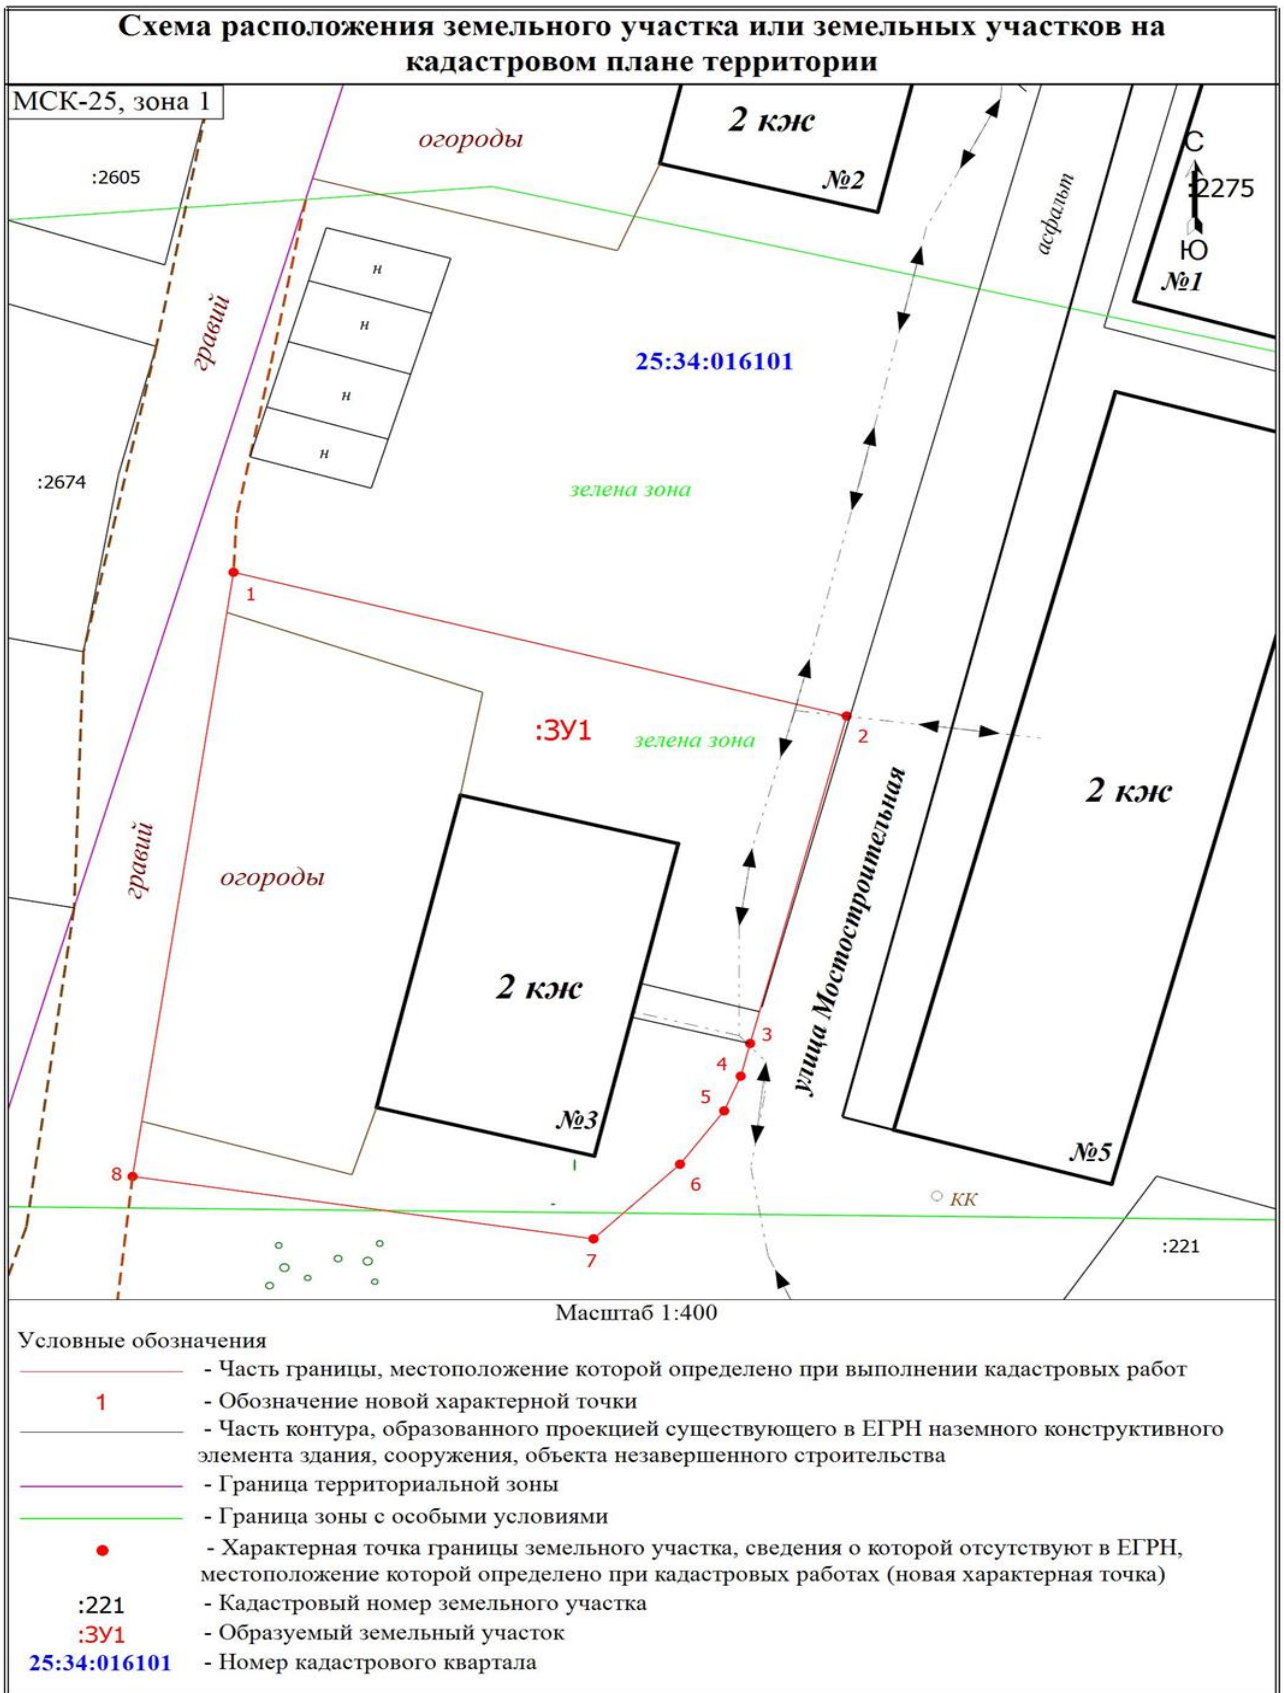 Схема расположения земельного участка или земельных участков на
кадастровом плане территории
МСК-25, зона 1
огороды
2 кж
№2
:2605
асфальт
С
:2275
Ю
№1
н
н
н
н
гравий
25:34:016101
:2674
зелена зона
1
:ЗУ1
зелена зона
2
2 кж
улица Мостостроительная
гравий
огороды
2 кж
№3
3
4
5
6
7
8
№5
КК
:221
Масштаб 1:400
Условные обозначения
- Часть границы, местоположение которой определено при выполнении кадастровых работ
1 - Обозначение новой характерной точки
- Часть контура, образованного проекцией существующего в ЕГРН наземного конструктивного
элемента здания, сооружения, объекта незавершенного строительства
- Граница территориальной зоны
- Граница зоны с особыми условиями
- Характерная точка границы земельного участка, сведения о которой отсутствуют в ЕГРН,
местоположение которой определено при кадастровых работах (новая характерная точка)
:221 - Кадастровый номер земельного участка
:ЗУ1 - Образуемый земельный участок
25:34:016101 - Номер кадастрового квартала